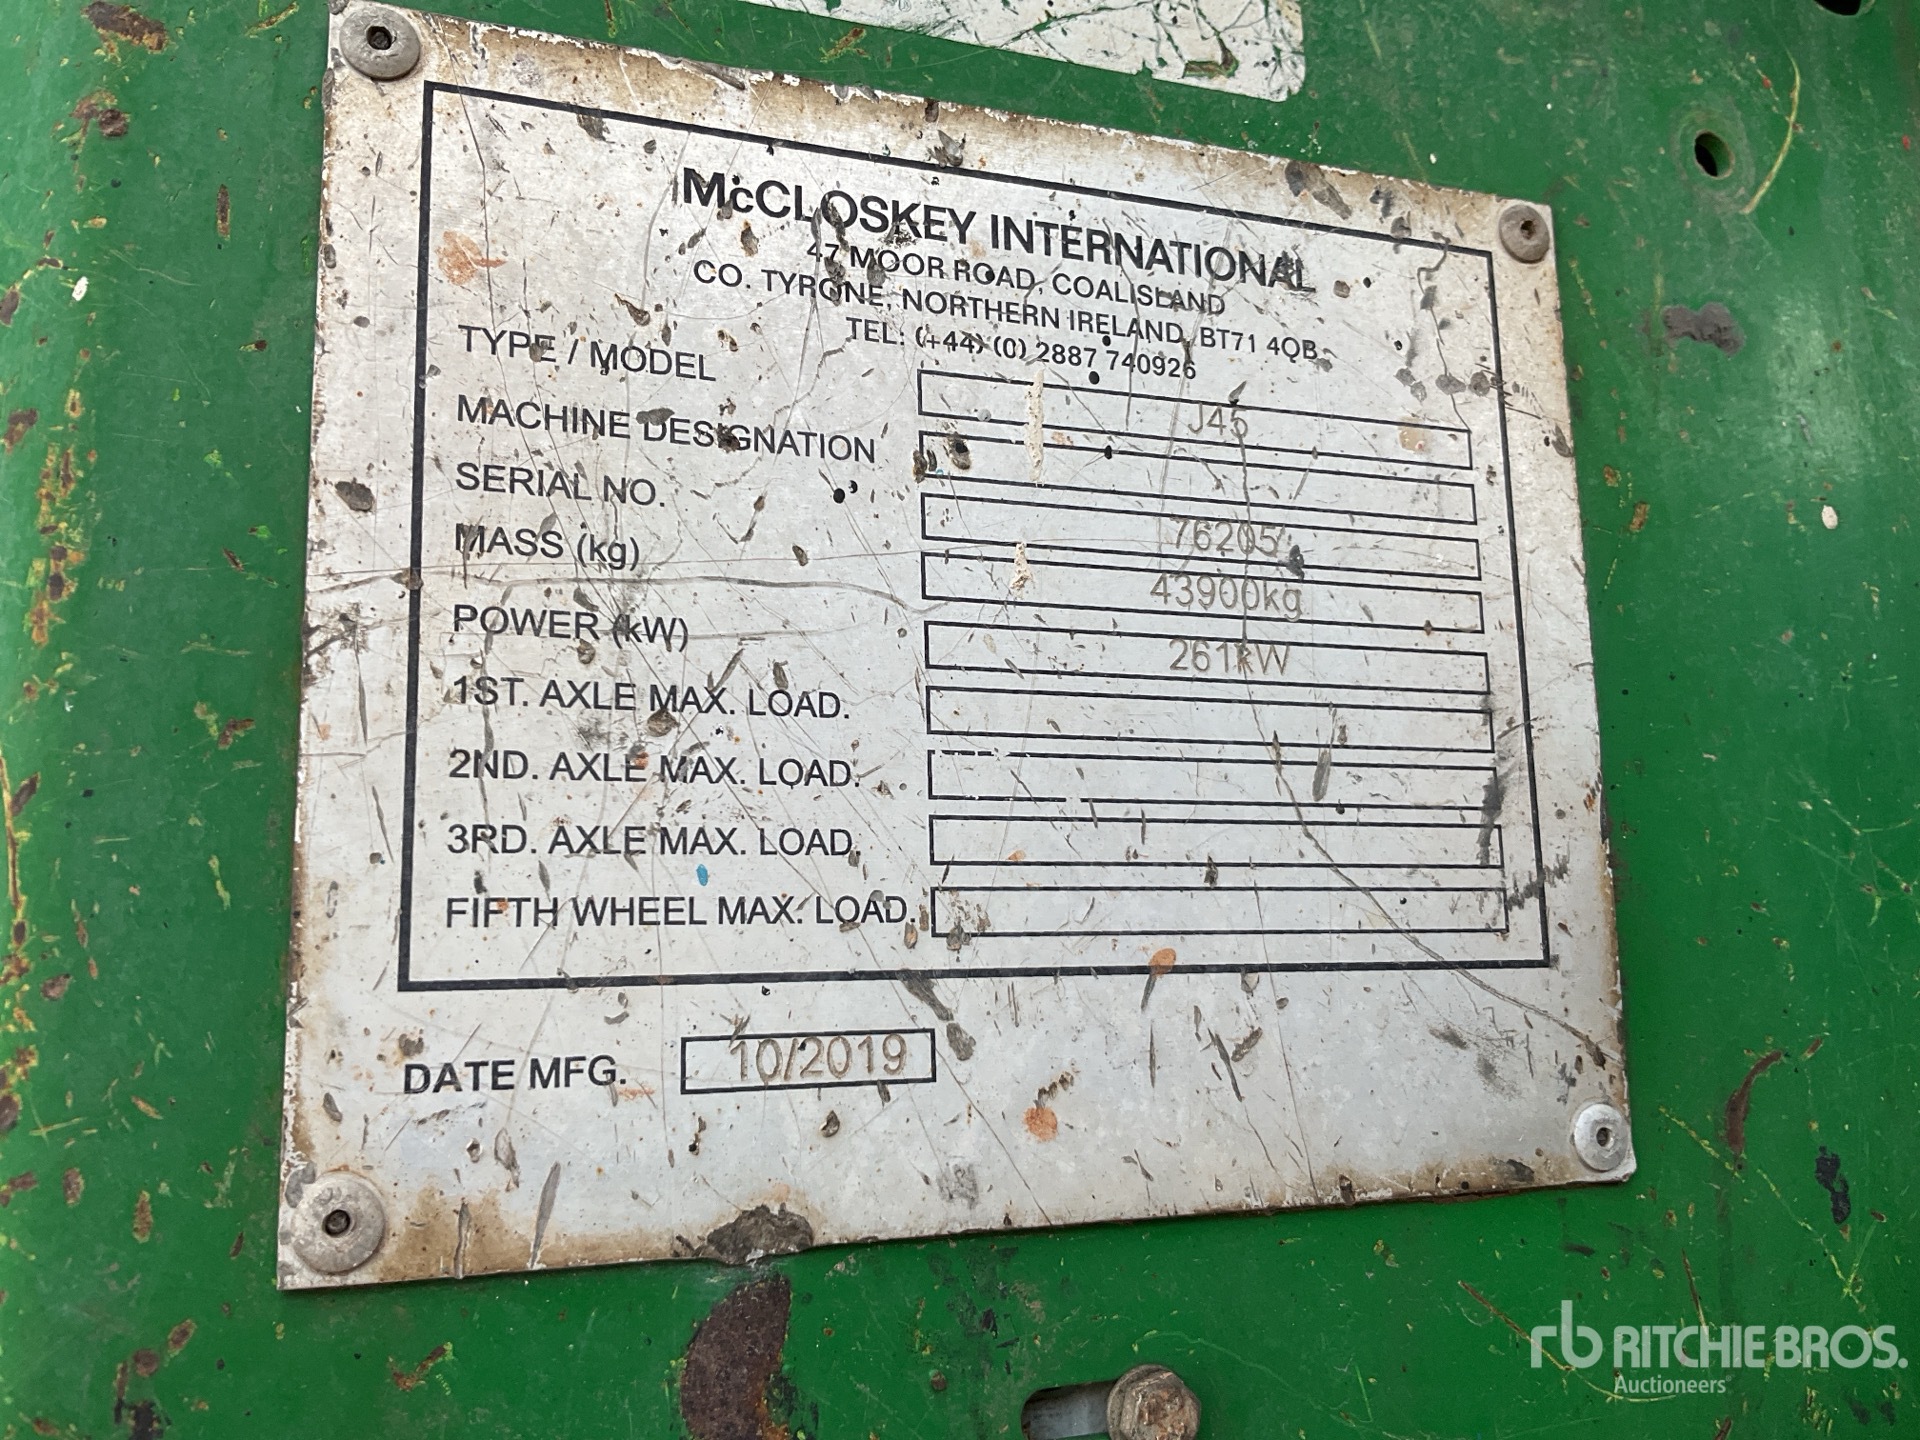 McCLOSKEY INTERNATIONAL
47 MOOR ROAD, COALISLAND
CO. TYRONE, NORTHERN IRELAND, BT71 4QB
TEL: (+44) (0) 2887 740926
TYPE / MODEL J45
MACHINE DESIGNATION
SERIAL NO. 76205
MASS (kg) 43900kg
POWER (kW) 261kW
1ST. AXLE MAX. LOAD.
2ND. AXLE MAX. LOAD.
3RD. AXLE MAX. LOAD.
FIFTH WHEEL MAX. LOAD.
DATE MFG. 10/2019
rb RITCHIE BROS.
Auctioneers